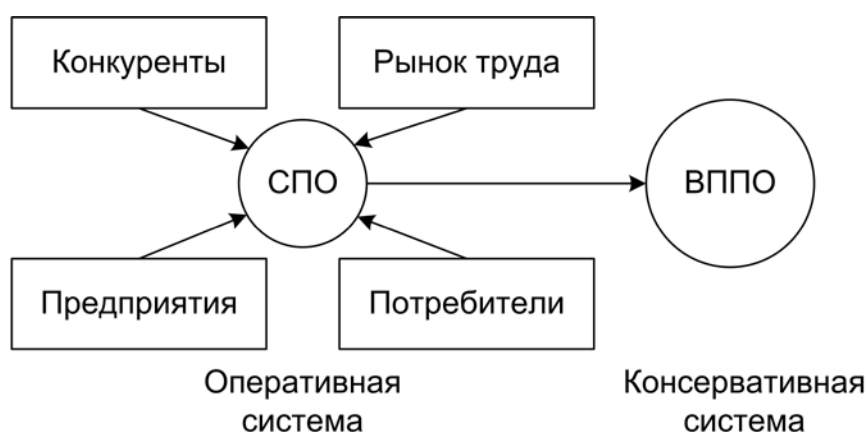 Конкуренты
Рынок труда
СПО
ВППО
Предприятия
Потребители
Оперативная
система
Консервативная
система